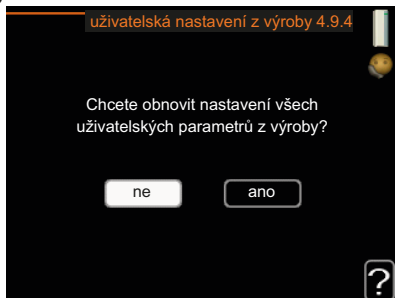 uživatelská nastavení z výroby 4.9.4
Chcete obnovit nastavení všech
uživatelských parametrů z výroby?
ne
ano
?